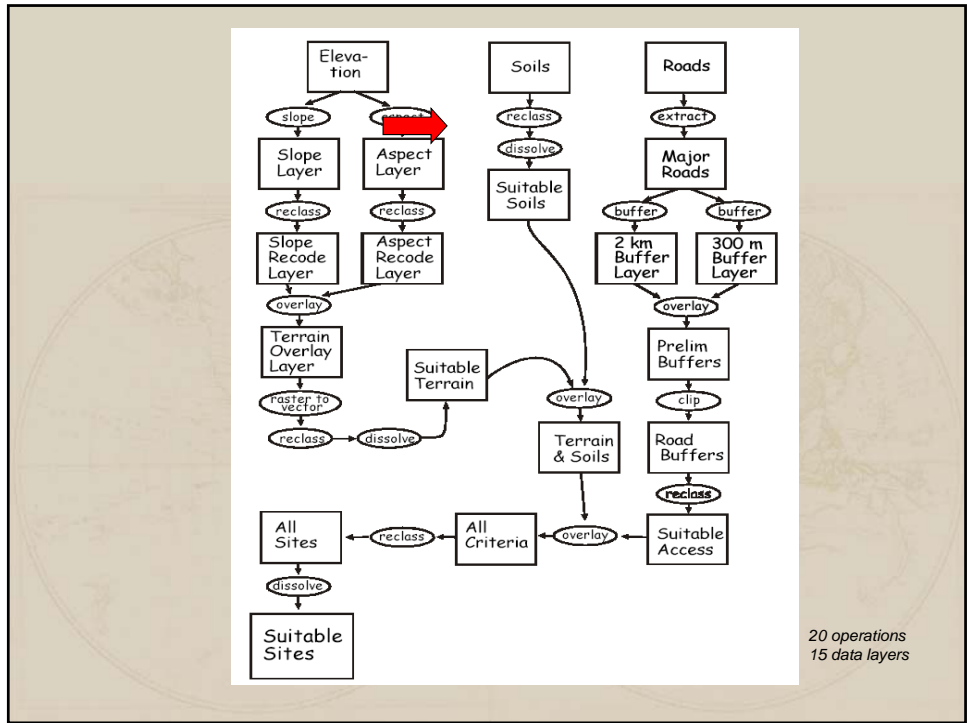 Eleva-
tion
slope
Slope
Layer
reclass
Slope
Recode
Layer
Aspect
Layer
reclass
Aspect
Recode
Layer
overlay
Terrain
Overlay
Layer
raster to
vector
reclass
dissolve
Suitable
Terrain
Soils
reclass
dissolve
Suitable
Soils
overlay
Terrain
& Soils
Roads
extract
Major
Roads
buffer
buffer
2 km
Buffer
Layer
300 m
Buffer
Layer
overlay
Prelim
Buffers
clip
Road
Buffers
reclass
Suitable
Access
overlay
All
Criteria
reclass
All
Sites
dissolve
Suitable
Sites
20 operations
15 data layers